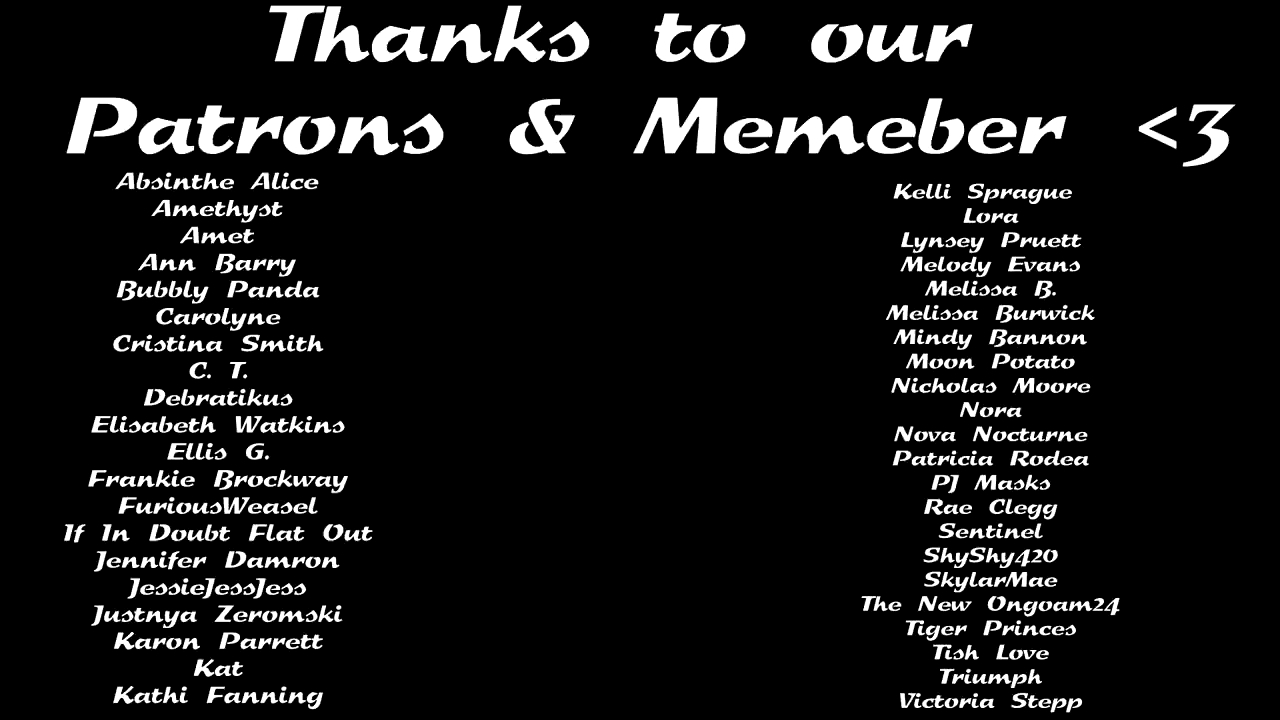 Thanks to our
Patrons & Memeber <3
Absinthe Alice
Amethyst
Amet
Ann Barry
Bubbly Panda
Carolyne
Cristina Smith
C. T.
Debratikus
Elisabeth Watkins
Ellis G.
Frankie Brockway
FuriousWeasel
If In Doubt Flat Out
Jennifer Damron
JessieJessJess
Justnya Zeromski
Karon Parrett
Kat
Kathi Fanning
Kelli Sprague
Lora
Lynsey Pruett
Melody Evans
Melissa B.
Melissa Burwick
Mindy Bannon
Moon Potato
Nicholas Moore
Nora
Nova Nocturne
Patricia Rodea
PJ Masks
Rae Clegg
Sentinel
ShyShy420
SkylarMae
The New Ongoam24
Tiger Princes
Tish Love
Triumph
Victoria Stepp